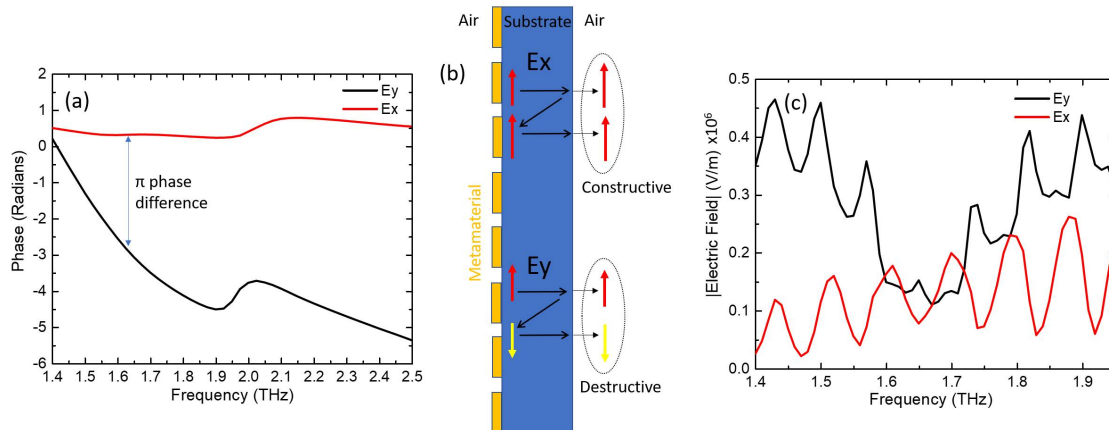 (a)
Ey
Ex
π phase
difference
Phase (Radians)
2
1
0
-1
-2
-3
-4
-5
-6
1.4 1.5 1.6 1.7 1.8 1.9 2.0 2.1 2.2 2.3 2.4 2.5
Frequency (THz)
(b)
Air Substrate Air
Ex
Constructive
Metamaterial
Ey
Destructive
(c)
Ey
Ex
|Electric Field| (V/m) x10⁶
0.5
0.4
0.3
0.2
0.1
0.0
1.4 1.5 1.6 1.7 1.8 1.9
Frequency (THz)